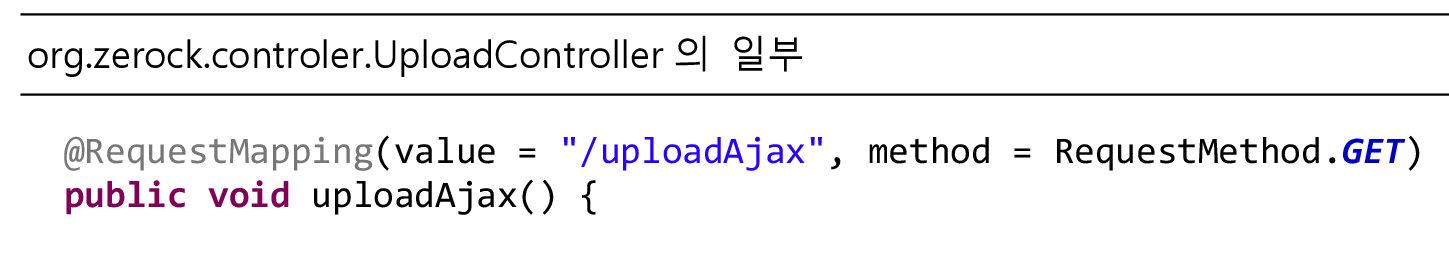 org.zerock.controler.UploadController 의 일부
@RequestMapping(value = "/uploadAjax", method = RequestMethod.GET)
public void uploadAjax() {